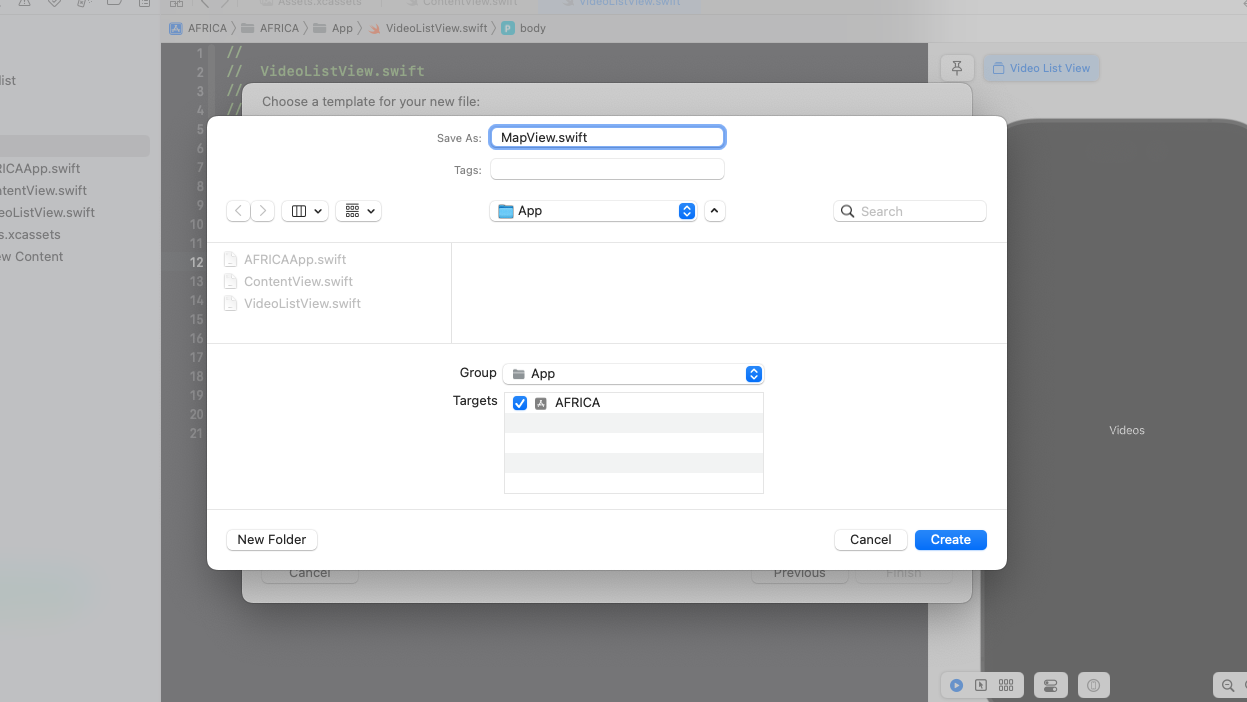 Assets.xcassets
ContentView.swift
VideoListView.swift
AFRICA
AFRICA
App
VideoListView.swift
P
body
1 //
2 // VideoListView.swift
3 //
4 //
5
6
7
8
9
10
11
12
13
14
15
16
17
18
19
20
21
list
RICAApp.swift
ntentView.swift
eoListView.swift
s.xcassets
ew Content
Video List View
Choose a template for your new file:
Save As: MapView.swift
Tags:
App
Search
AFRICAApp.swift
ContentView.swift
VideoListView.swift
Group App
Targets AFRICA
New Folder
Cancel
Create
Cancel
Previous
Finish
Videos